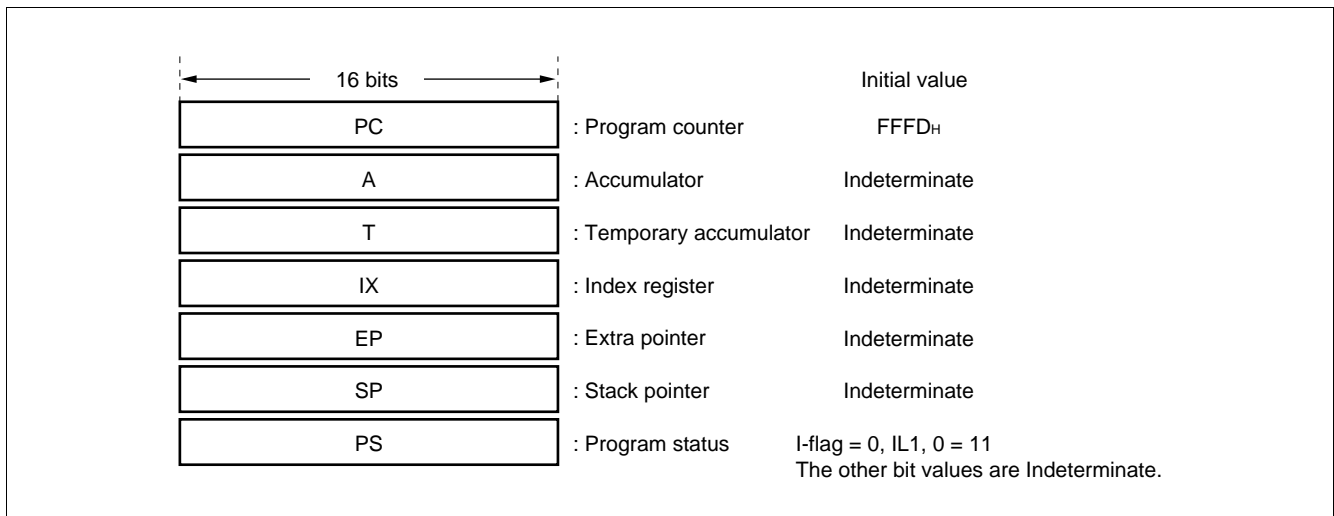 16 bits Initial value
PC : Program counter FFFDH
A : Accumulator Indeterminate
T : Temporary accumulator Indeterminate
IX : Index register Indeterminate
EP : Extra pointer Indeterminate
SP : Stack pointer Indeterminate
PS : Program status I-flag = 0, IL1, 0 = 11
The other bit values are Indeterminate.